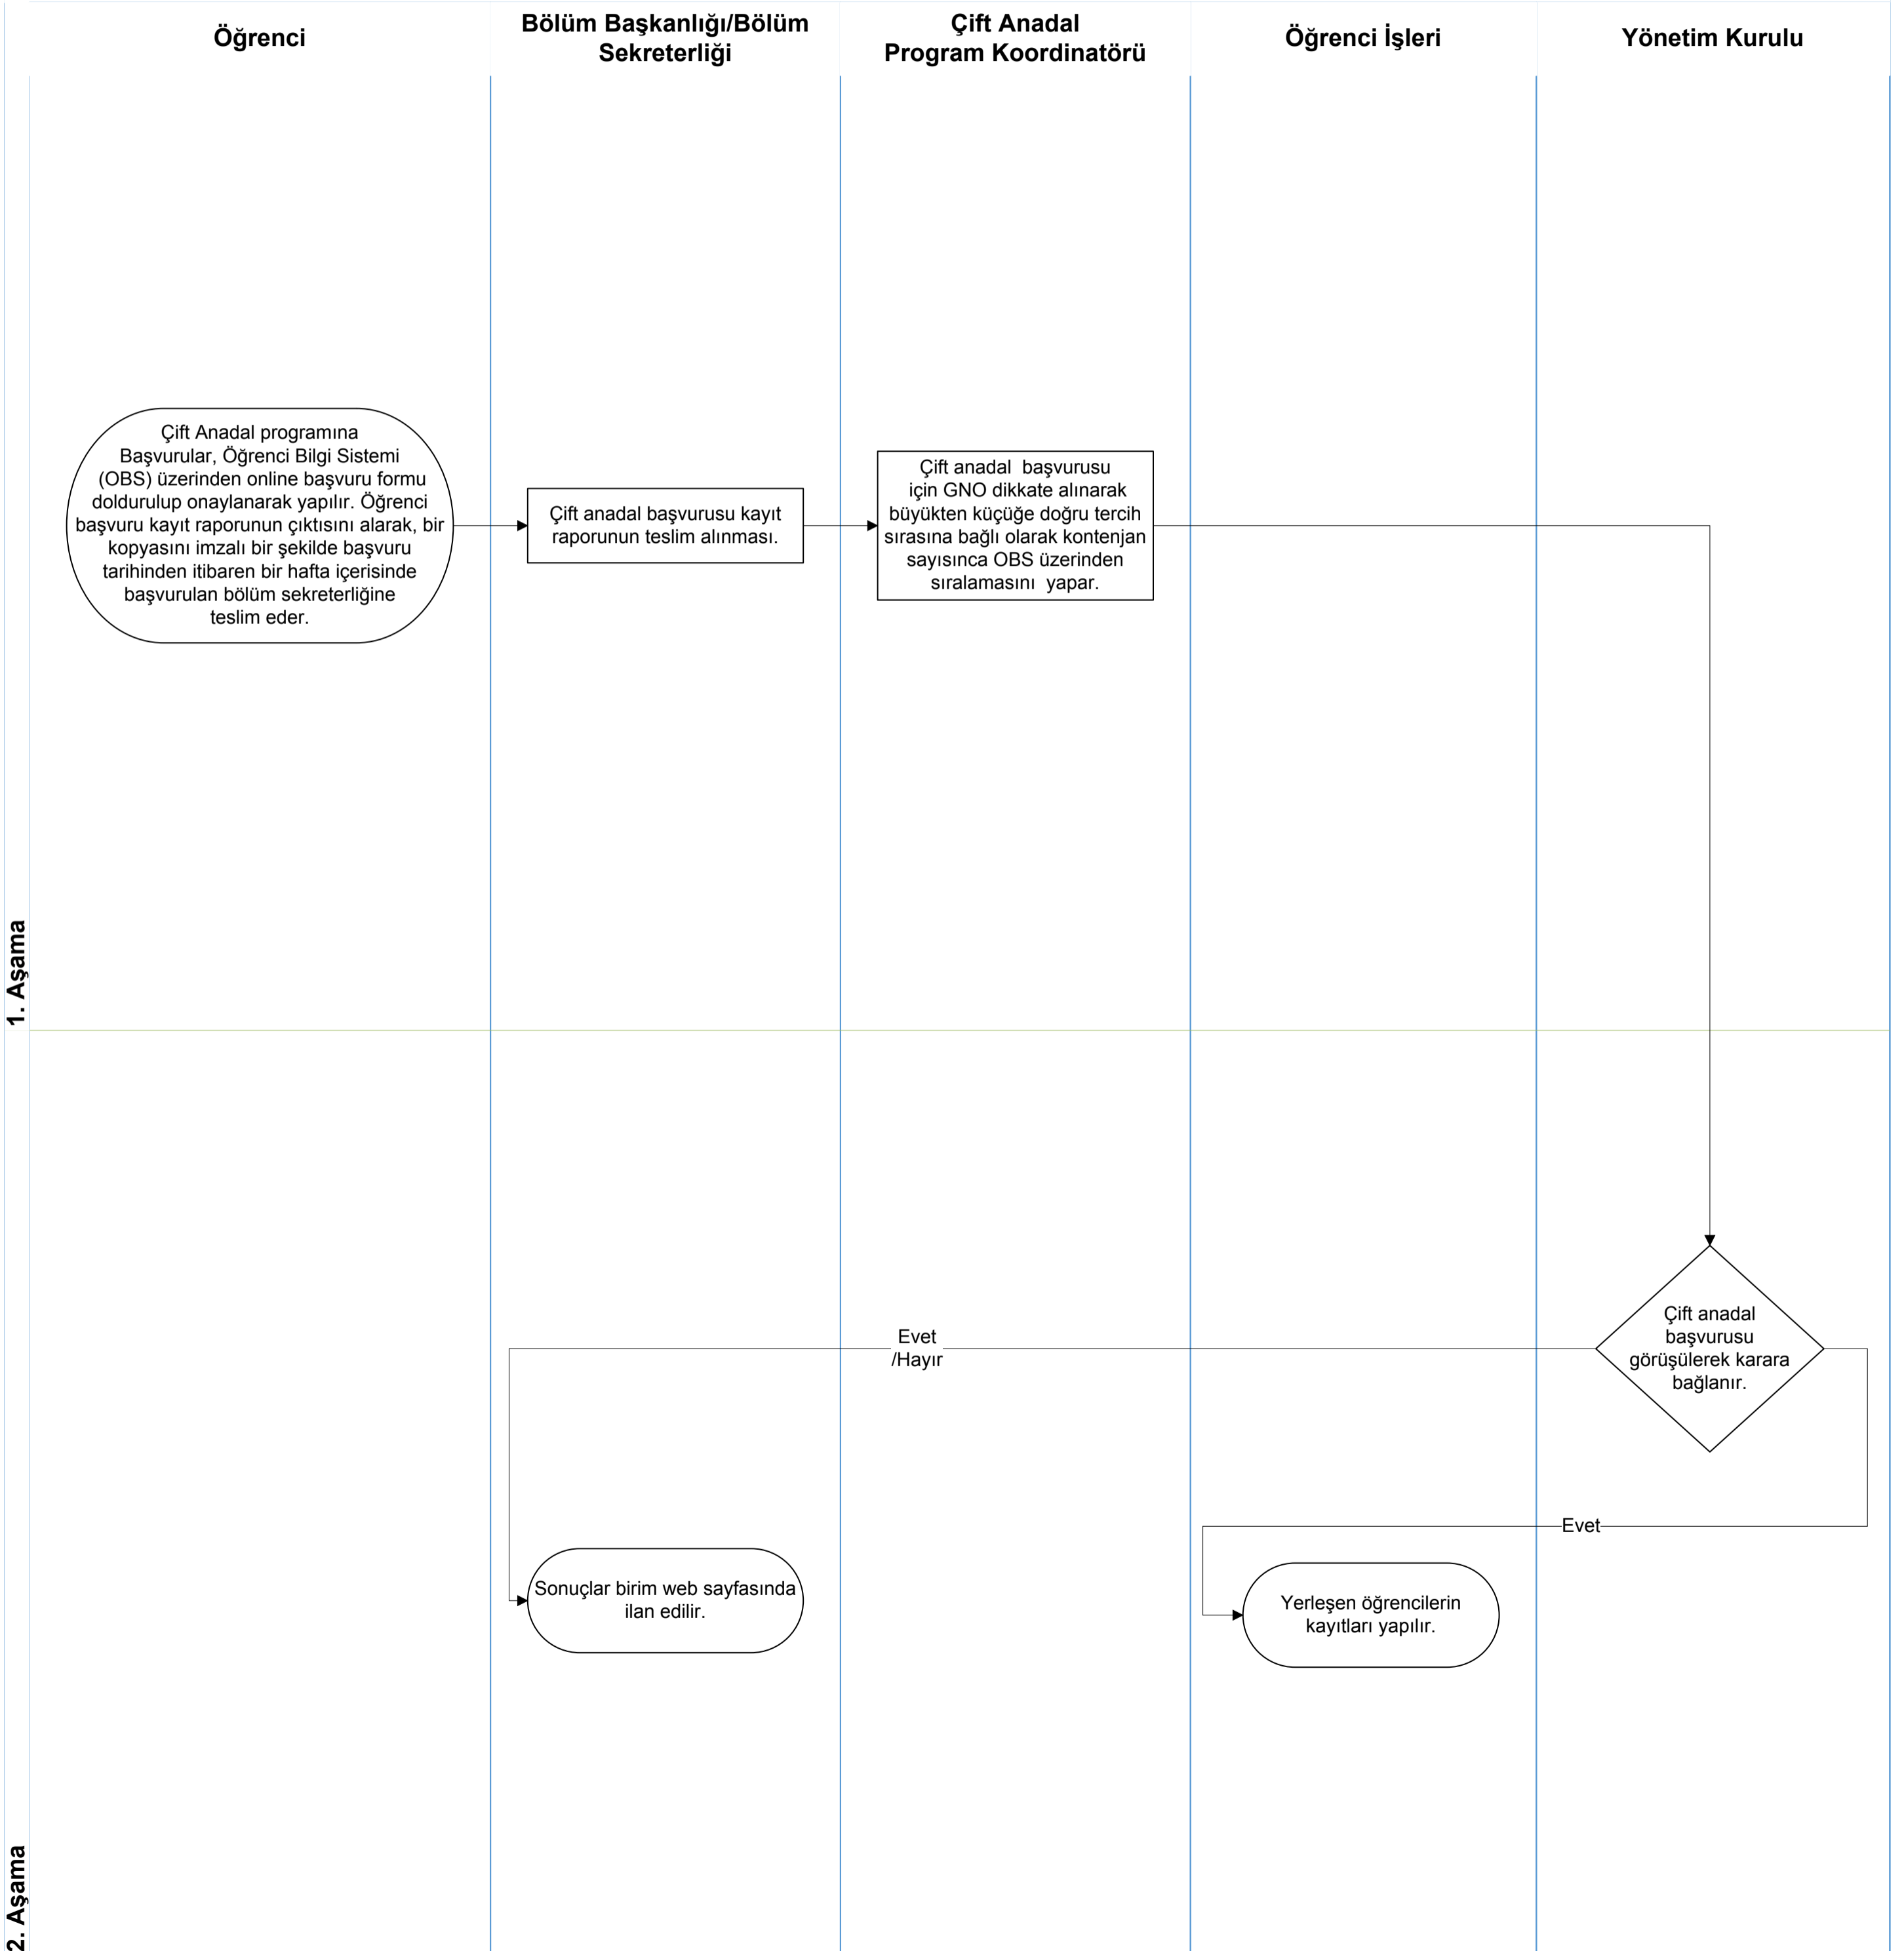 Öğrenci
Bölüm Başkanlığı/Bölüm
Sekreterliği
Çift Anadal
Program Koordinatörü
Öğrenci İşleri
Yönetim Kurulu
1. Aşama
Çift Anadal programına
Başvurular, Öğrenci Bilgi Sistemi
(OBS) üzerinden online başvuru formu
doldurulup onaylanarak yapılır. Öğrenci
başvuru kayıt raporunun çıktısını alarak, bir
kopyasını imzalı bir şekilde başvuru
tarihinden itibaren bir hafta içerisinde
başvurulan bölüm sekreterliğine
teslim eder.
Çift anadal başvurusu kayıt
raporunun teslim alınması.
Çift anadal  başvurusu
için GNO dikkate alınarak
büyükten küçüğe doğru tercih
sırasına bağlı olarak kontenjan
sayısınca OBS üzerinden
sıralamasını  yapar.
2. Aşama
Çift anadal
başvurusu
görüşülerek karara
bağlanır.
Evet
/Hayır
Evet
Sonuçlar birim web sayfasında
ilan edilir.
Yerleşen öğrencilerin
kayıtları yapılır.